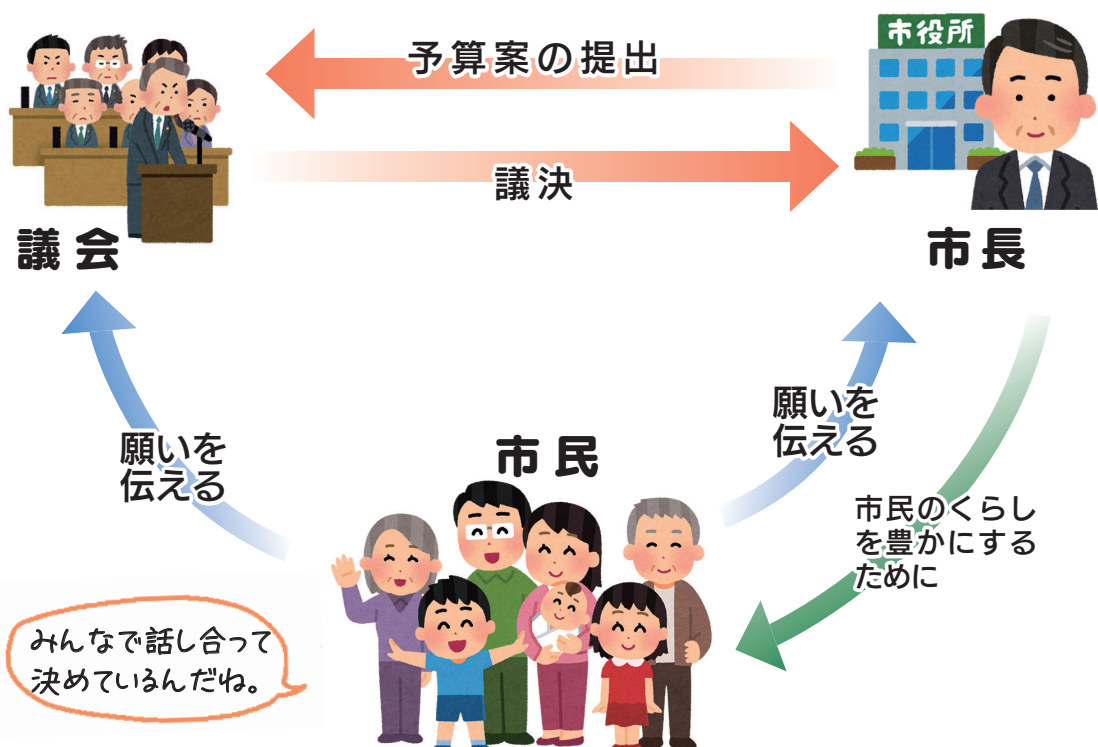 市役所
予算案の提出
議決
議会
市長
願いを
伝える
願いを
伝える
市民
市民のくらし
を豊かにする
ために
みんなで話し合って
決めているんだね。